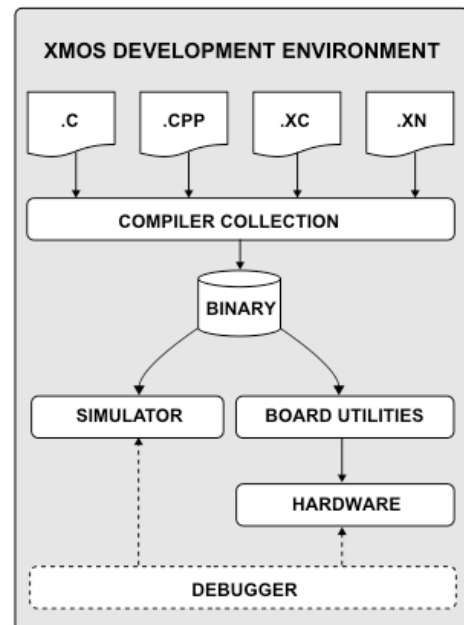 XMOS DEVELOPMENT ENVIRONMENT
.C
.CPP
.XC
.XN
COMPILER COLLECTION
BINARY
SIMULATOR
BOARD UTILITIES
HARDWARE
DEBUGGER